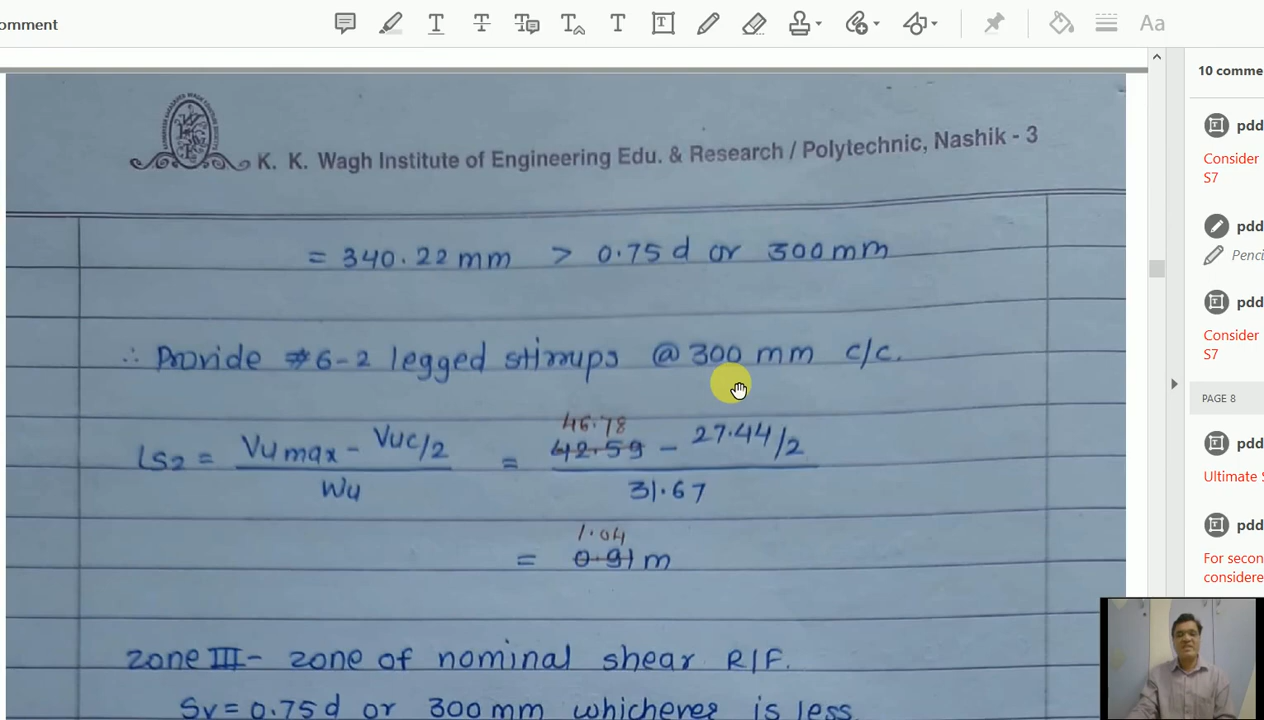 omment
T T T T T T Aa
10 comme
K. K. Wagh Institute of Engineering Edu. & Research / Polytechnic, Nashik - 3
= 340.22 mm > 0.75 d or 300 mm
∴ Provide #6-2 legged stirrups @ 300 mm c/c.
46.78
ls2 = Vumax - Vuc/2 = 42.59 - 27.44/2
Wu 31.67
1.04
= 0.91 m
Zone III - zone of nominal shear R/F.
Sv = 0.75 d or 300 mm whichever is less
pdd
Consider
S7
pdd
Penci
pdd
Consider
S7
PAGE 8
pdd
Ultimate S
pdd
For secon
considere